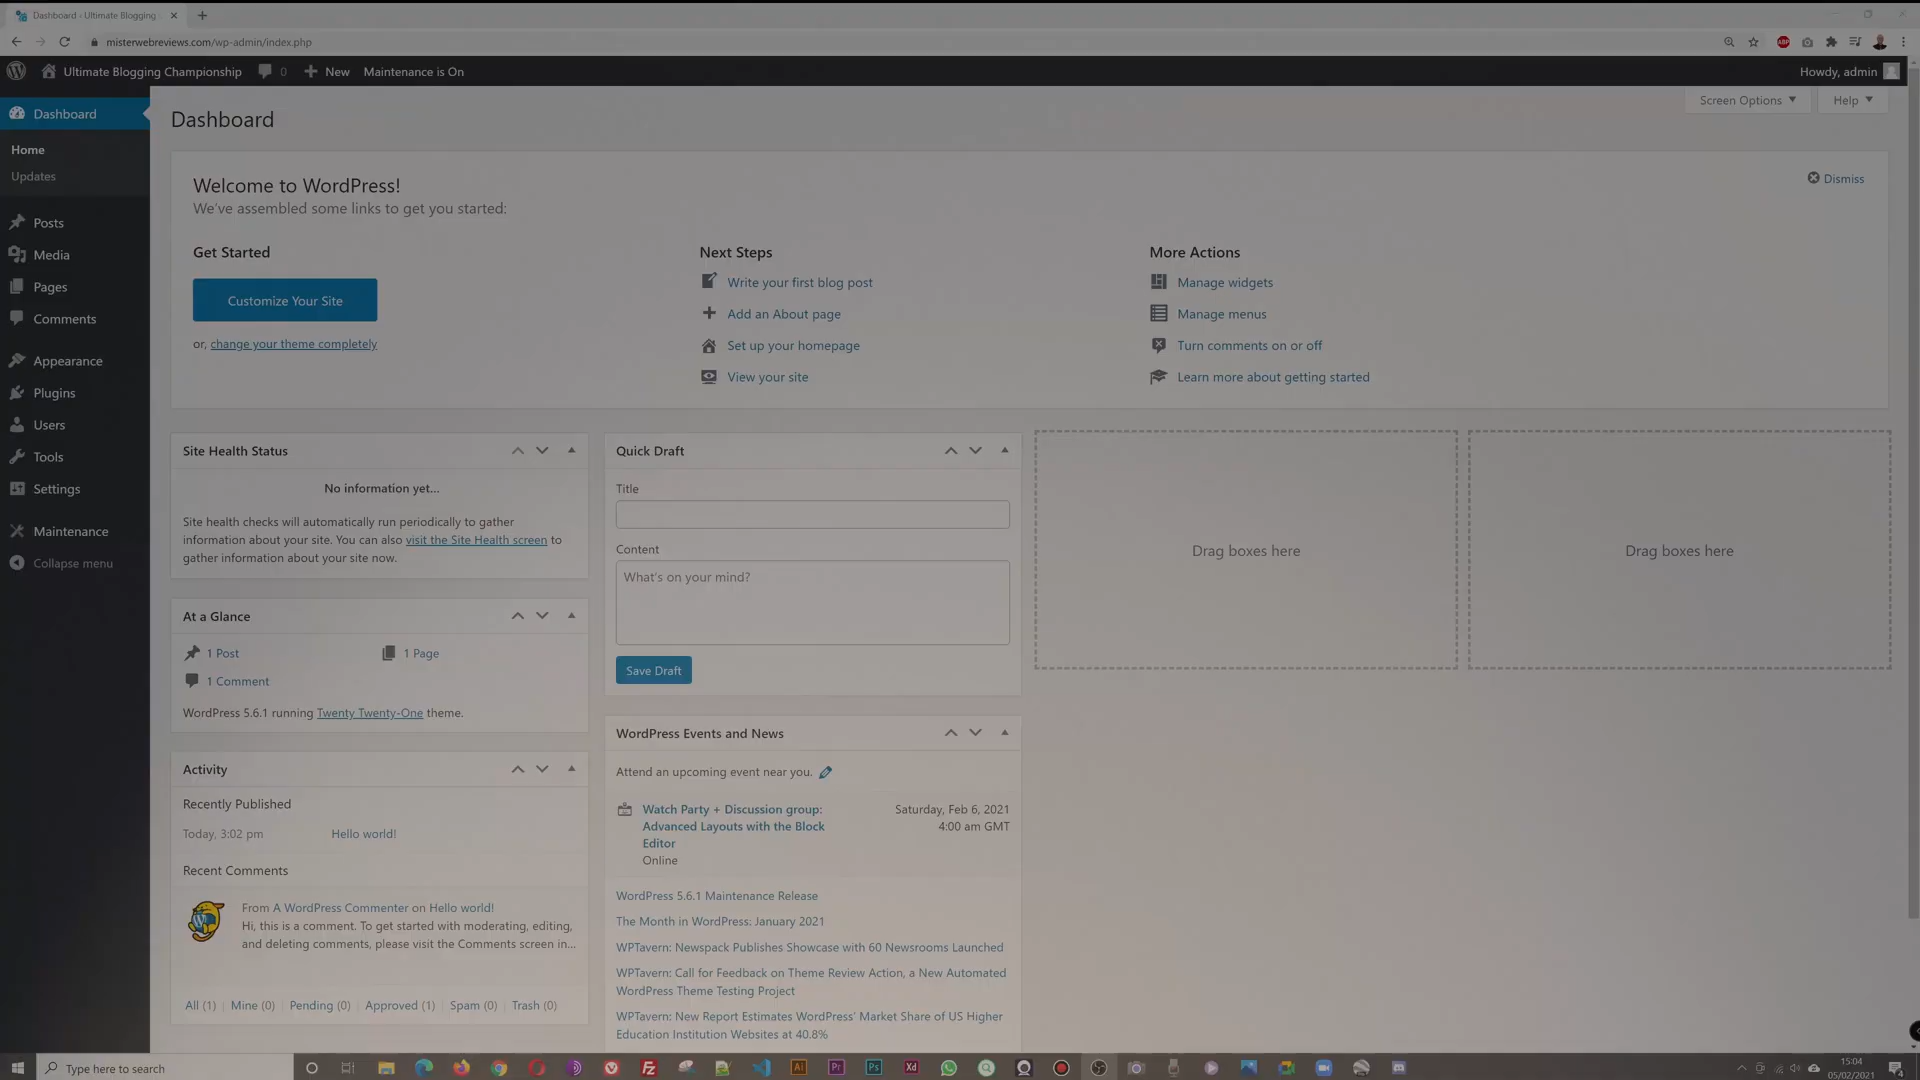 Dashboard ‹ Ultimate Blogging
misterwebreviews.com/wp-admin/index.php
ABP
Ultimate Blogging Championship
0
New
Maintenance is On
Howdy, admin
Dashboard
Home
Updates
Posts
Media
Pages
Comments
Appearance
Plugins
Users
Tools
Settings
Maintenance
Collapse menu
Screen Options
Help
Dashboard
Welcome to WordPress!
We've assembled some links to get you started:
Dismiss
Get Started
Customize Your Site
or, change your theme completely
Next Steps
Write your first blog post
Add an About page
Set up your homepage
View your site
More Actions
Manage widgets
Manage menus
Turn comments on or off
Learn more about getting started
Site Health Status
No information yet...
Site health checks will automatically run periodically to gather
information about your site. You can also visit the Site Health screen to
gather information about your site now.
At a Glance
1 Post
1 Page
1 Comment
WordPress 5.6.1 running Twenty Twenty-One theme.
Activity
Recently Published
Today, 3:02 pm
Hello world!
Recent Comments
From A WordPress Commenter on Hello world!
Hi, this is a comment. To get started with moderating, editing,
and deleting comments, please visit the Comments screen in...
All (1) | Mine (0) | Pending (0) | Approved (1) | Spam (0) | Trash (0)
Quick Draft
Title
Content
What's on your mind?
Save Draft
WordPress Events and News
Attend an upcoming event near you.
Watch Party + Discussion group:
Advanced Layouts with the Block
Editor
Online
Saturday, Feb 6, 2021
4:00 am GMT
WordPress 5.6.1 Maintenance Release
The Month in WordPress: January 2021
WPTavern: Newspack Publishes Showcase with 60 Newsrooms Launched
WPTavern: Call for Feedback on Theme Review Action, a New Automated
WordPress Theme Testing Project
WPTavern: New Report Estimates WordPress' Market Share of US Higher
Education Institution Websites at 40.8%
Drag boxes here
Drag boxes here
Type here to search
Ai
Pr
Ps
Xd
15:04
05/02/2021
4